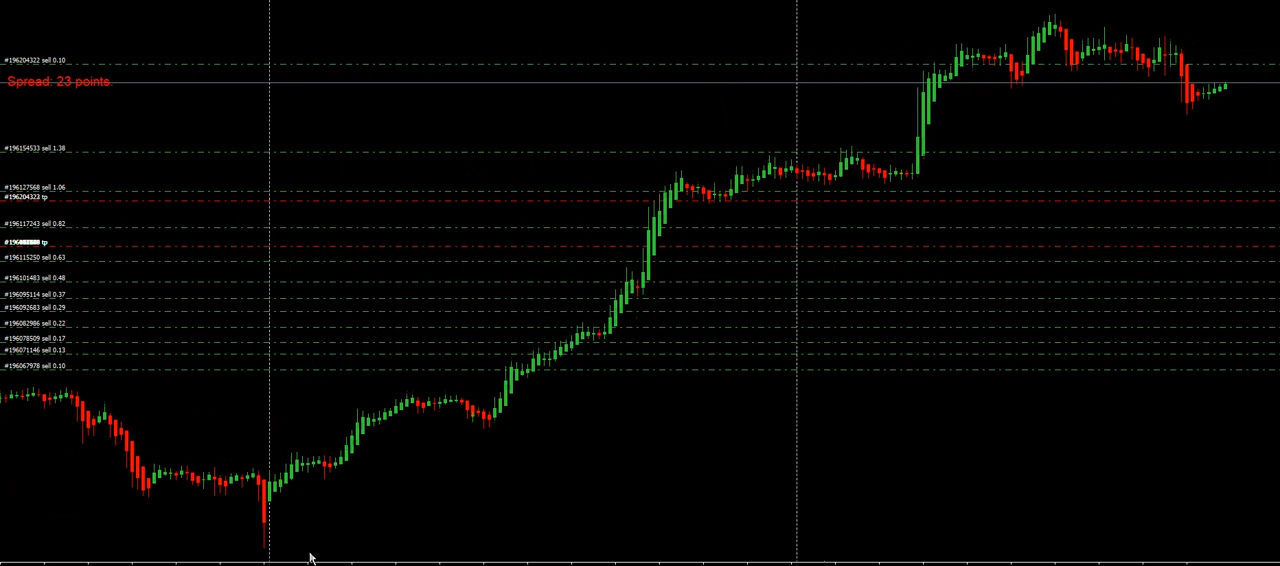 #196204322 sell 0.10
Spread: 23 points
#196154533 sell 1.38
#196127568 sell 1.06
#196204323 tp
#196117243 sell 0.82
tp
#196115250 sell 0.63
#196101483 sell 0.48
#196095114 sell 0.37
#196092683 sell 0.29
#196082986 sell 0.22
#196078509 sell 0.17
#196071146 sell 0.13
#196067978 sell 0.10